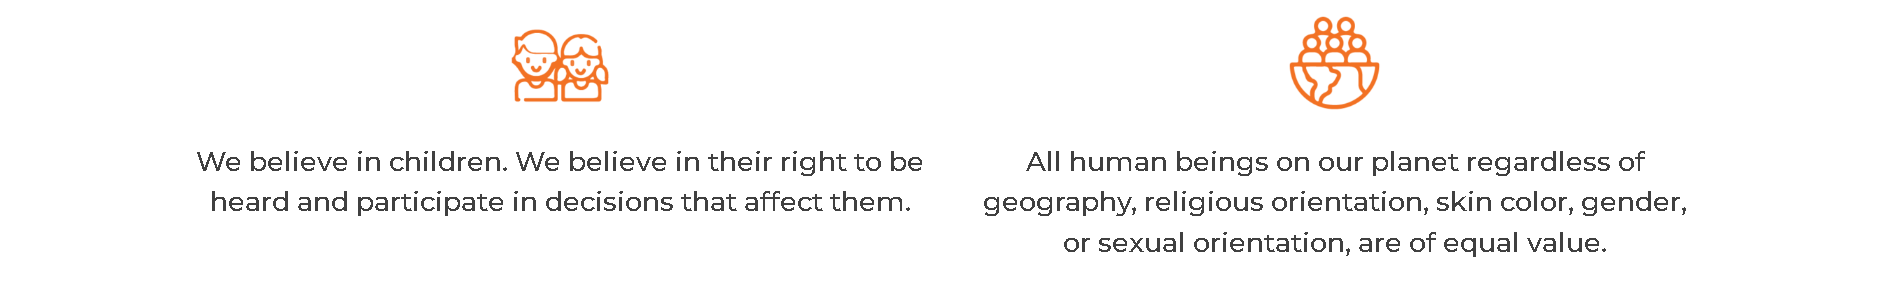 We believe in children. We believe in their right to be
heard and participate in decisions that affect them.
All human beings on our planet regardless of
geography, religious orientation, skin color, gender,
or sexual orientation, are of equal value.